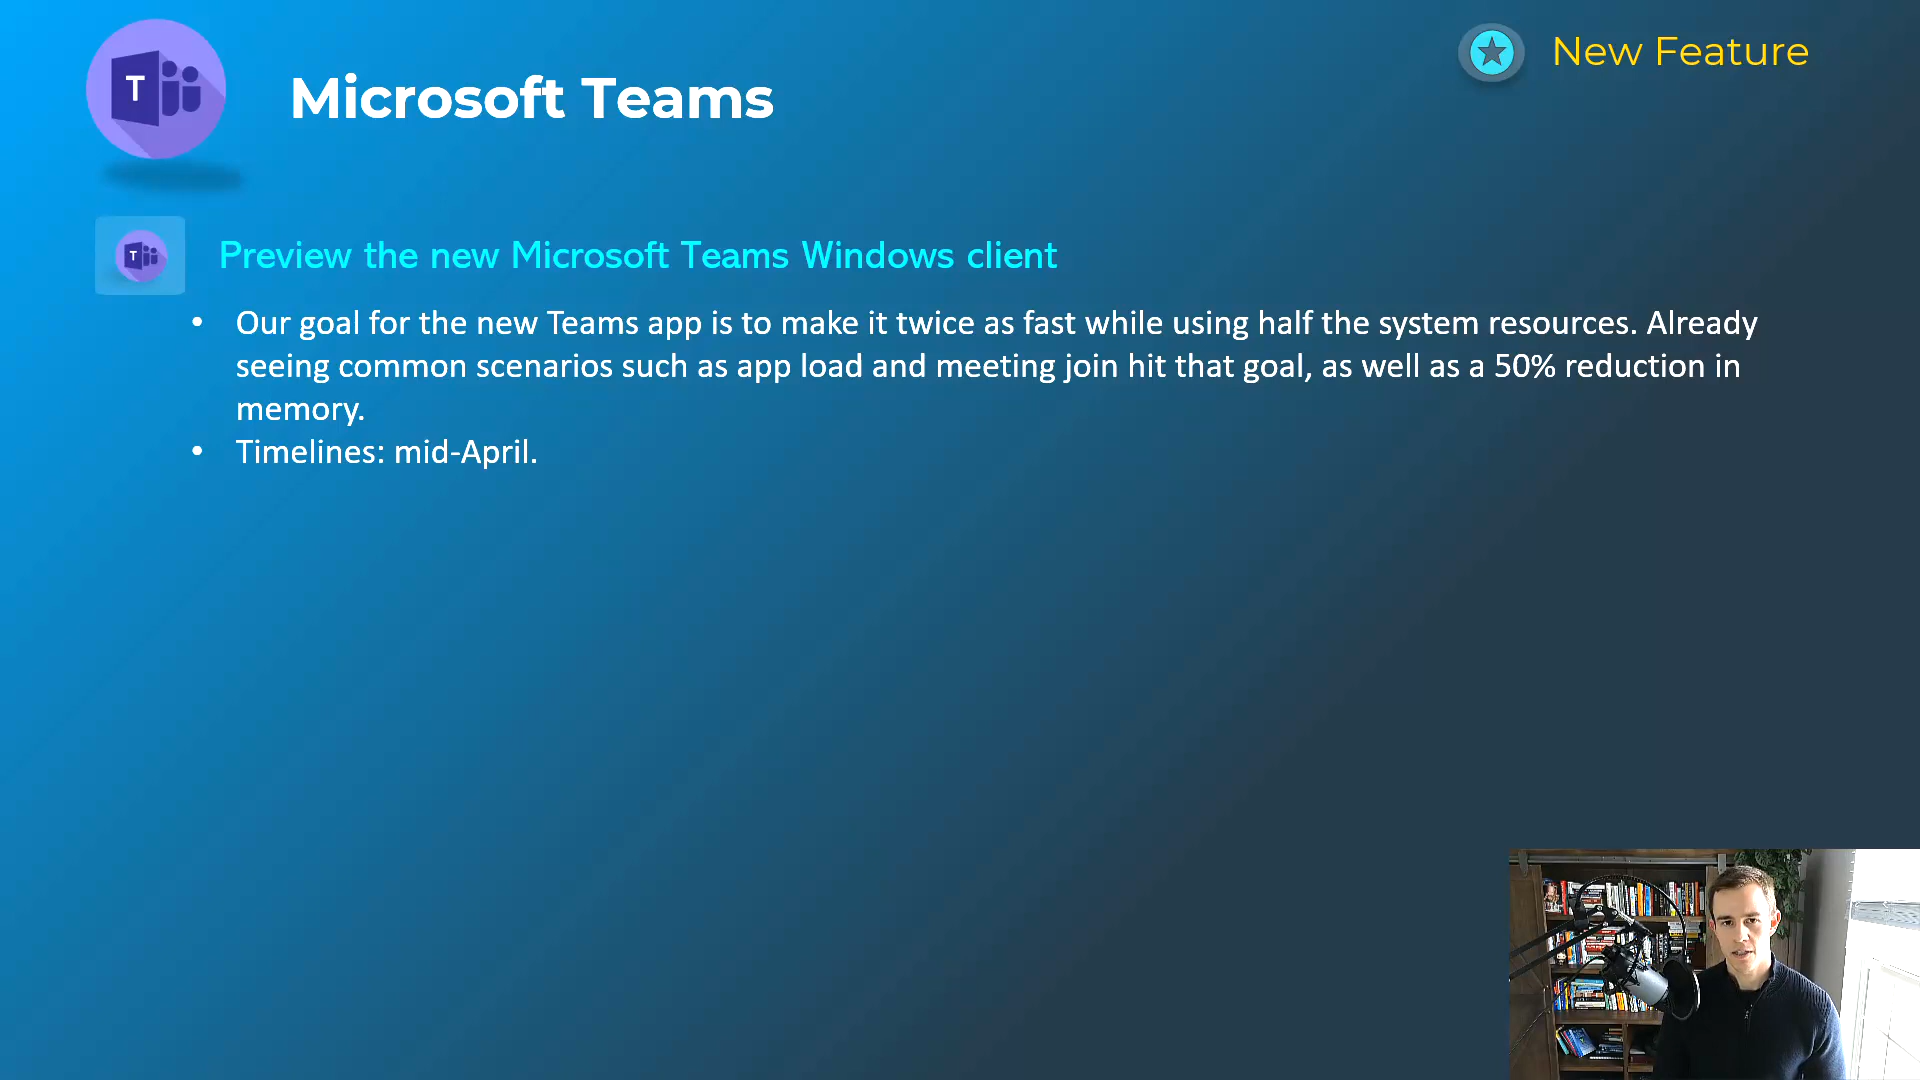 T
Microsoft Teams
New Feature
T
Preview the new Microsoft Teams Windows client
• Our goal for the new Teams app is to make it twice as fast while using half the system resources. Already
seeing common scenarios such as app load and meeting join hit that goal, as well as a 50% reduction in
memory.
• Timelines: mid-April.